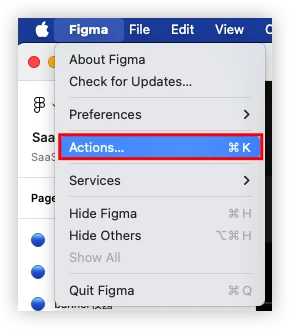 Figma File Edit View
About Figma
Check for Updates...
Preferences
Actions... ⌘ K
Saa
SaaS
Services
Page
Hide Figma ⌘ H
Hide Others ⌥⌘ H
Show All
Quit Figma ⌘ Q